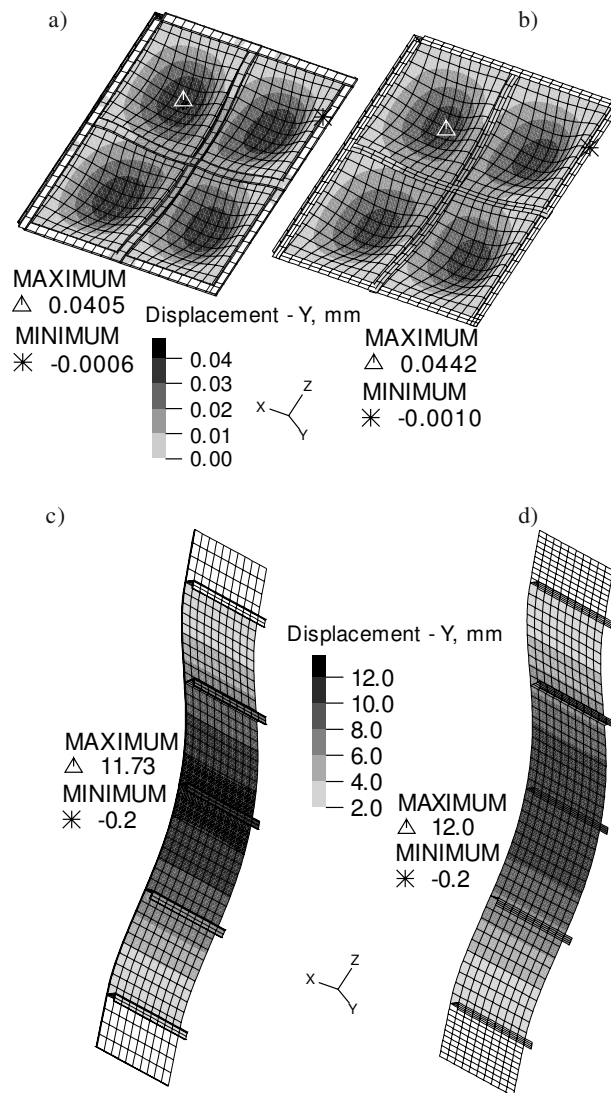 a)
b)
MAXIMUM
0.0405
MINIMUM
-0.0006
Displacement - Y, mm
0.04
0.03
0.02
0.01
0.00
X
Z
Y
MAXIMUM
0.0442
MINIMUM
-0.0010
c)
d)
MAXIMUM
11.73
MINIMUM
-0.2
Displacement - Y, mm
12.0
10.0
8.0
6.0
4.0
2.0
MAXIMUM
12.0
MINIMUM
-0.2
X
Z
Y